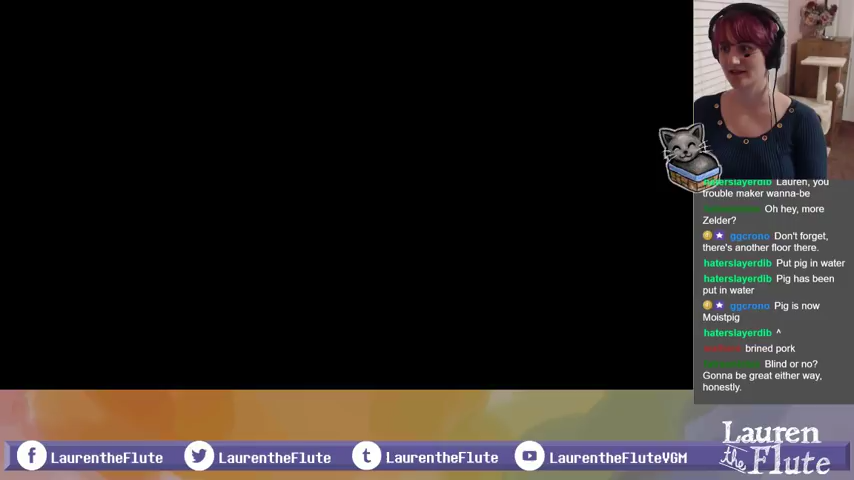 haterslayerdib Lauren, you
trouble maker wanna-be
Oh hey, more
Zelder?
ggcrono Don't forget,
there's another floor there.
haterslayerdib Put pig in water
haterslayerdib Pig has been
put in water
ggcrono Pig is now
Moistpig
haterslayerdib ^
brined pork
Blind or no?
Gonna be great either way,
honestly.
Lauren
the Flute
f LaurentheFlute
LaurentheFlute
t LaurentheFlute
LaurentheFluteVGM